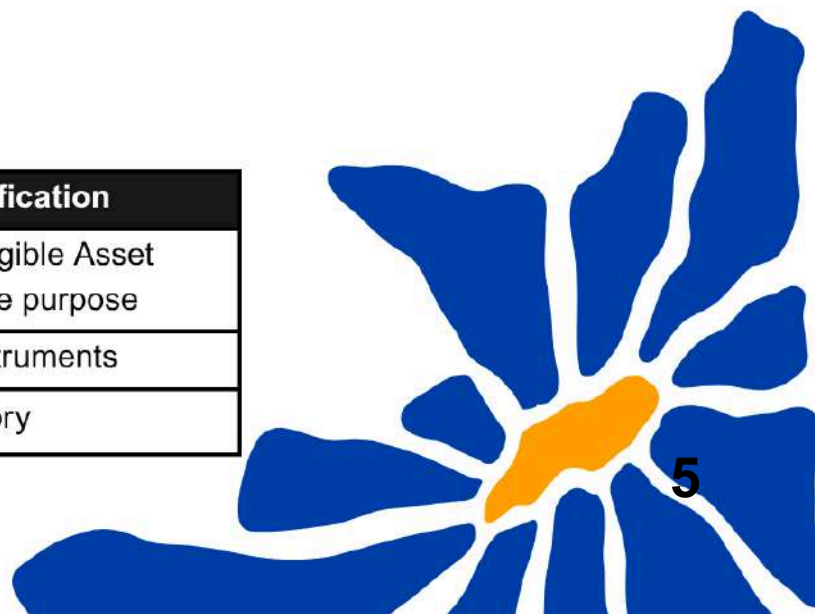 fication
gible Asset
e purpose
truments
ory
5